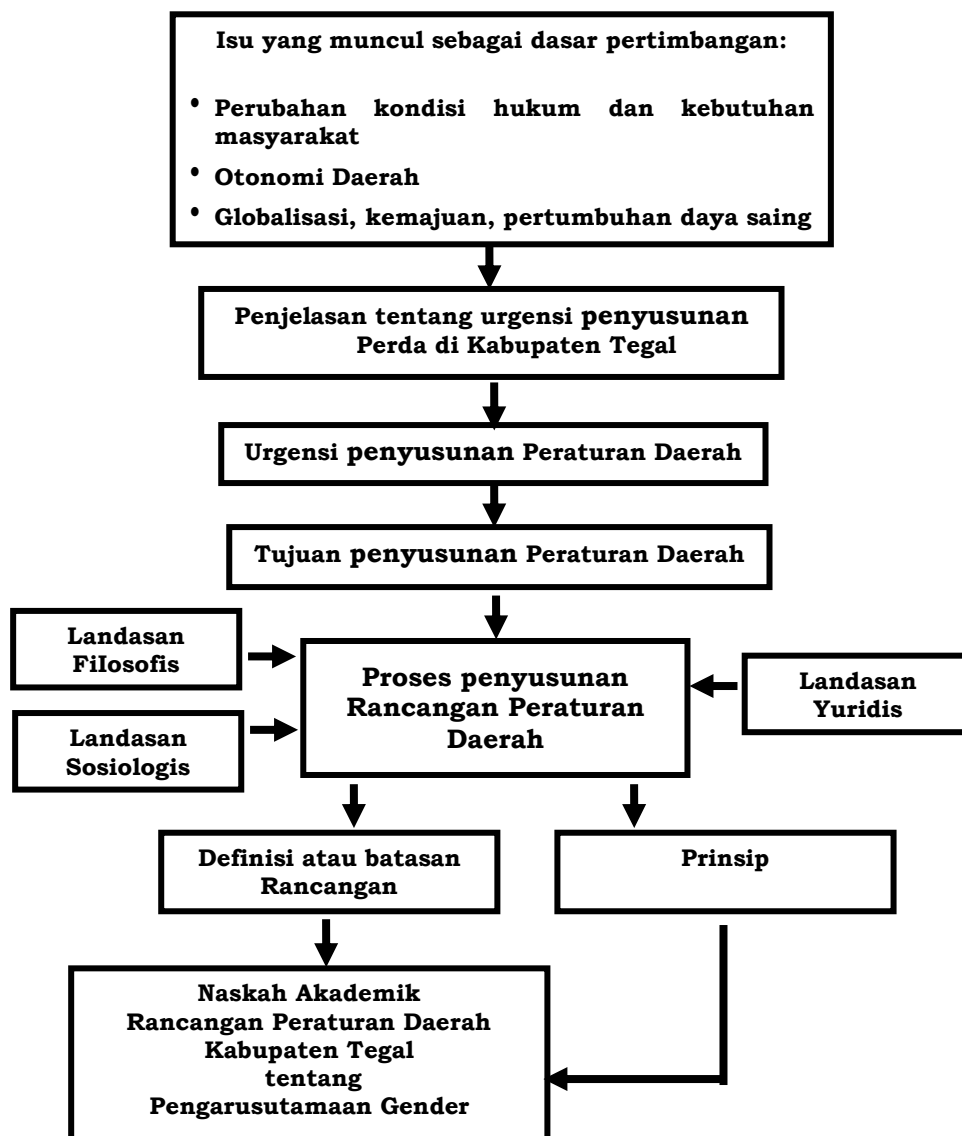 Isu yang muncul sebagai dasar pertimbangan:
• Perubahan kondisi hukum dan kebutuhan
masyarakat
• Otonomi Daerah
• Globalisasi, kemajuan, pertumbuhan daya saing
Penjelasan tentang urgensi penyusunan
Perda di Kabupaten Tegal
Urgensi penyusunan Peraturan Daerah
Tujuan penyusunan Peraturan Daerah
Landasan
Filosofis
Landasan
Sosiologis
Proses penyusunan
Rancangan Peraturan
Daerah
Landasan
Yuridis
Definisi atau batasan
Rancangan
Prinsip
Naskah Akademik
Rancangan Peraturan Daerah
Kabupaten Tegal
tentang
Pengarusutamaan Gender